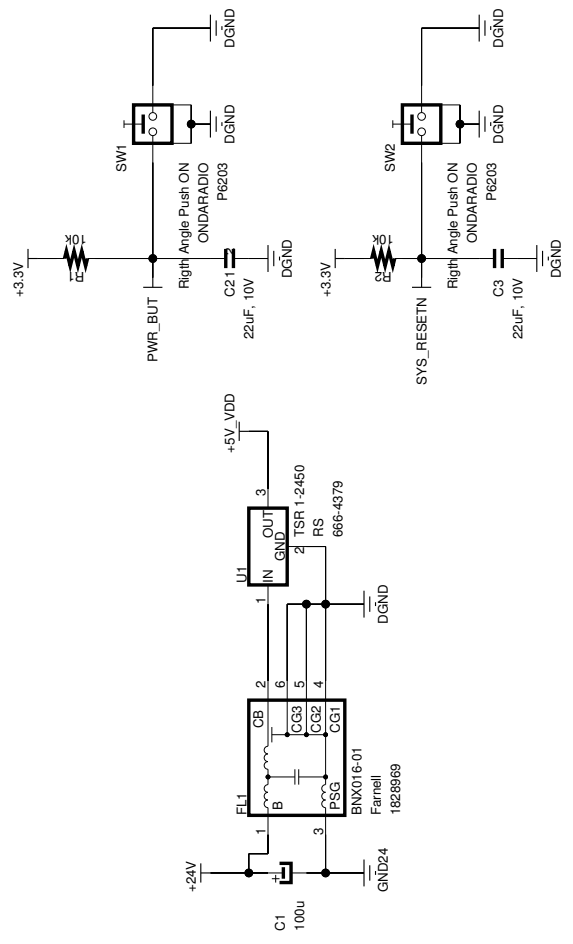 +24V
C1
100u
GND24
FL1
1
3
B
PSG
CB
CG3
CG2
CG1
2
6
5
4
BNX016-01
Farnell
1828969
DGND
U1
1
IN
OUT
GND
3
2
TSR 1-2450
RS
666-4379
+5V_VDD
+3.3V
R1
10k
PWR_BUT
C21
2
22uF, 10V
DGND
SW1
Rigth Angle Push ON
ONDARADIO
P6203
DGND
DGND
+3.3V
R2
10k
SYS_RESETN
C3
22uF, 10V
DGND
SW2
Rigth Angle Push ON
ONDARADIO
P6203
DGND
DGND